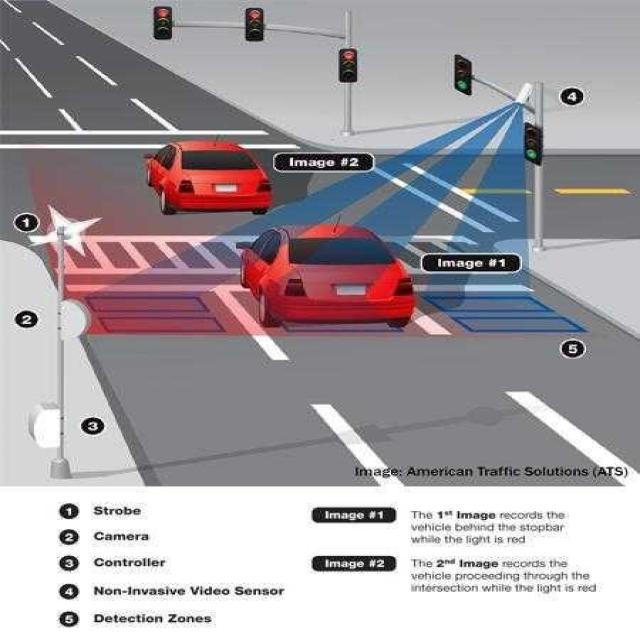 4
Image #2
1
Image #1
2
5
3
Image: American Traffic Solutions (ATS)
1 Strobe
2 Camera
3 Controller
4 Non-Invasive Video Sensor
5 Detection Zones
Image #1 The 1st Image records the
vehicle behind the stopbar
while the light is red
Image #2 The 2nd Image records the
vehicle proceeding through the
intersection while the light is red